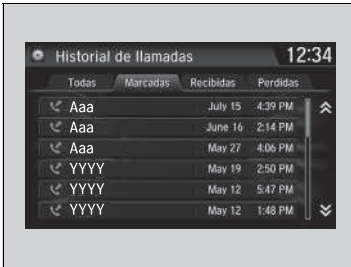 Historial de llamadas 12:34
Todas Marcadas Recibidas Perdidas
Aaa July 15 4:39 PM
Aaa June 16 2:14 PM
Aaa May 27 4:06 PM
YYYY May 19 2:50 PM
YYYY May 12 5:47 PM
YYYY May 12 1:48 PM